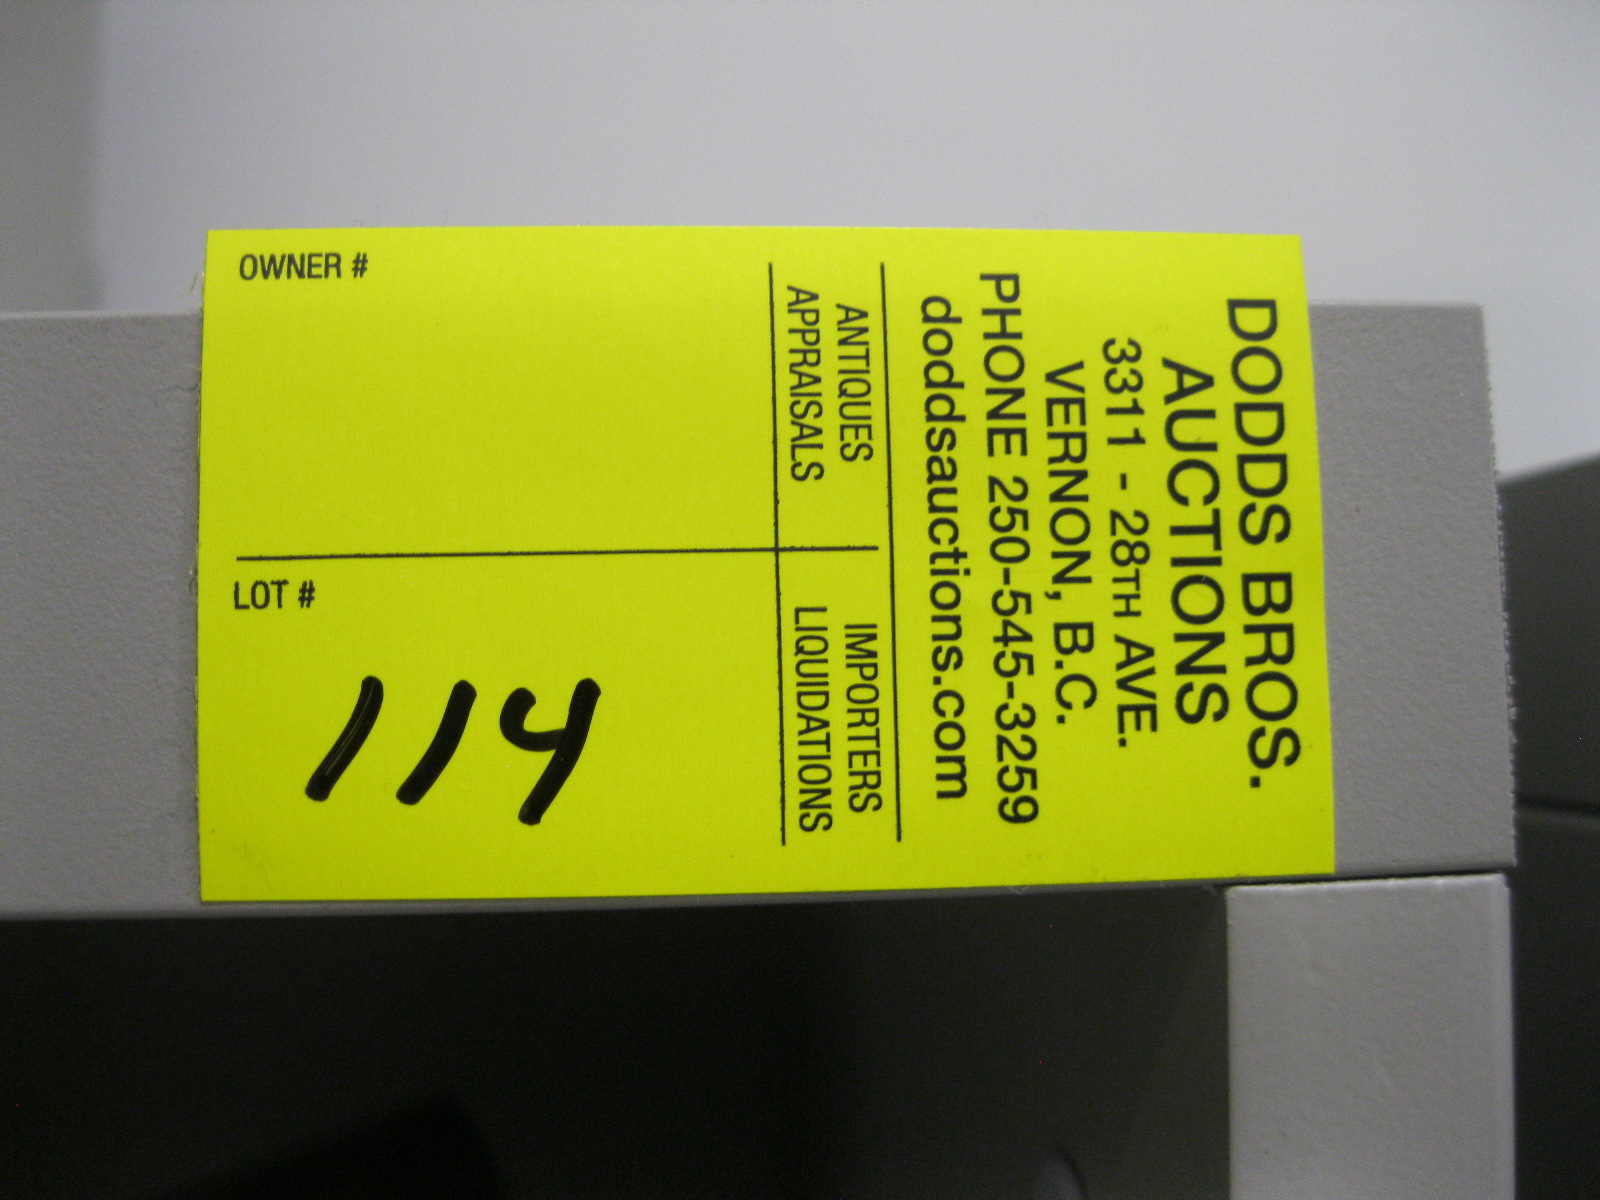 DODDS BROS.
AUCTIONS
3311 - 28TH AVE.
VERNON, B.C.
PHONE 250-545-3259
doddsauctions.com
ANTIQUES
APPRAISALS
IMPORTERS
LIQUIDATIONS
OWNER #
LOT #
114